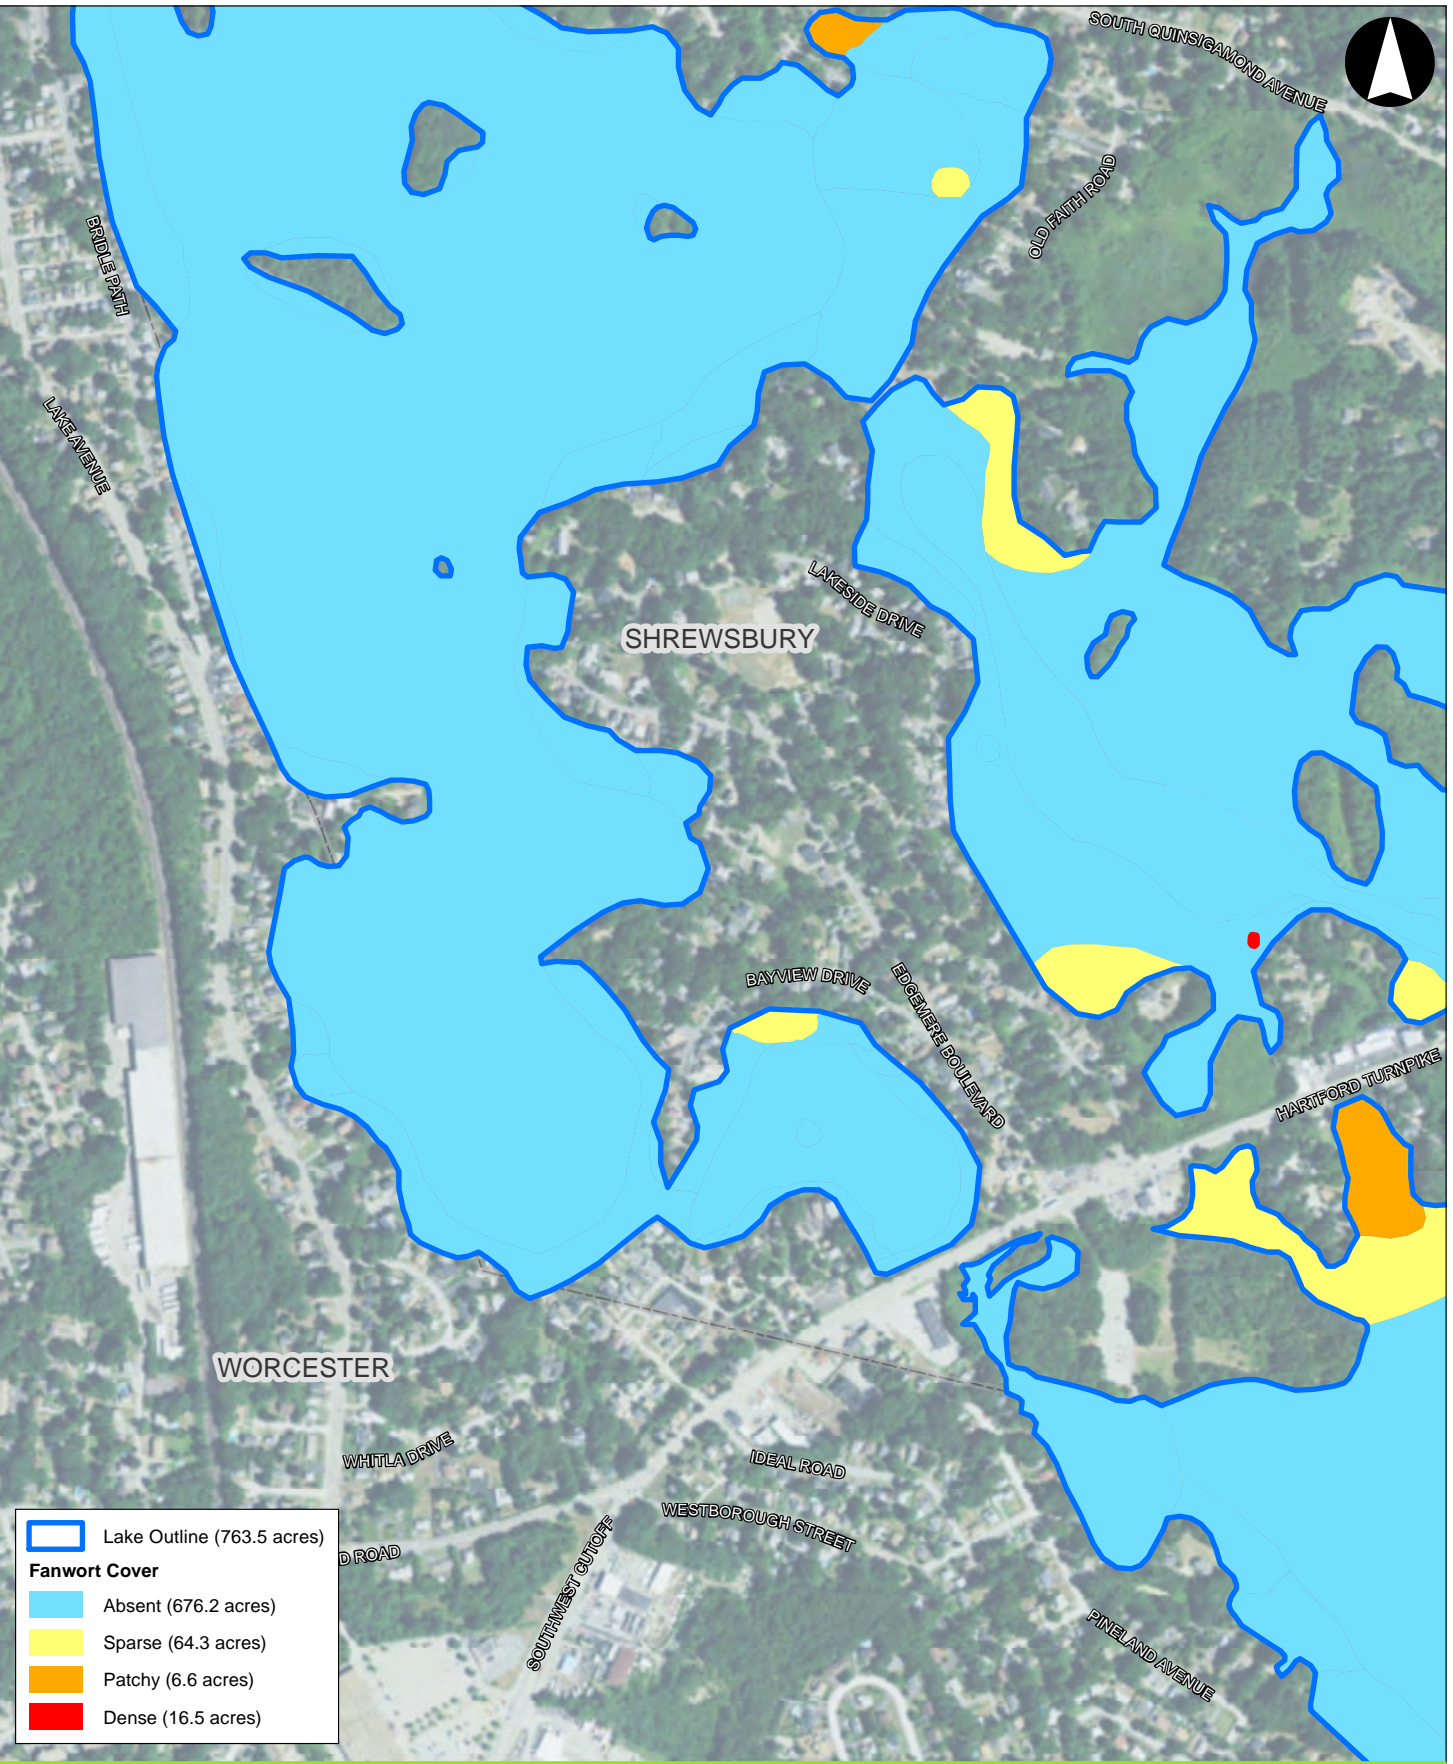 SOUTH QUINSIGAMOND AVENUE
OLD FAITH ROAD
BRIDLE PATH
LAKE AVENUE
LAKESIDE DRIVE
SHREWSBURY
BAYVIEW DRIVE
EDGEMERE BOULEVARD
HARTFORD TURNPIKE
WORCESTER
WHITLA DRIVE
IDEAL ROAD
WESTBOROUGH STREET
D ROAD
SOUTHWEST CUTOFF
PINELAND AVENUE
Lake Outline (763.5 acres)
Fanwort Cover
Absent (676.2 acres)
Sparse (64.3 acres)
Patchy (6.6 acres)
Dense (16.5 acres)